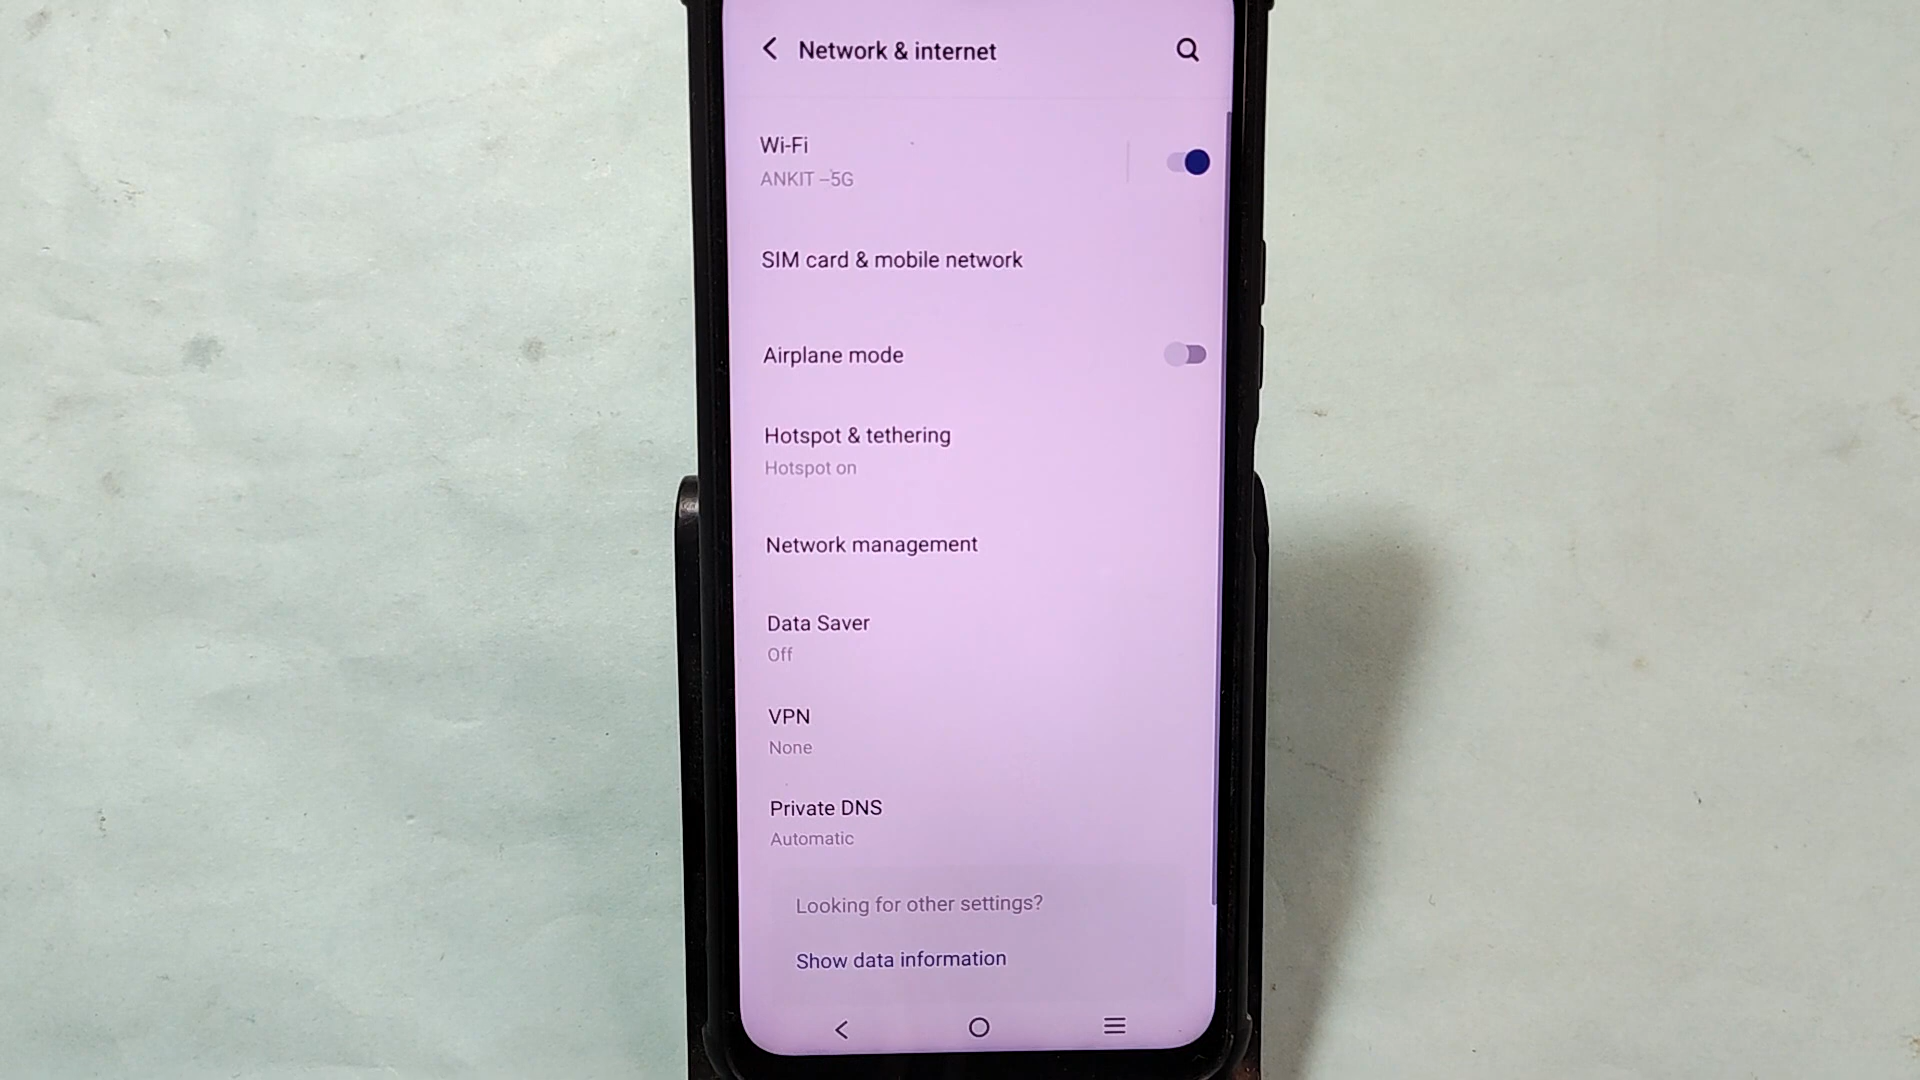 Network & internet
Wi-Fi
ANKIT –5G
SIM card & mobile network
Airplane mode
Hotspot & tethering
Hotspot on
Network management
Data Saver
Off
VPN
None
Private DNS
Automatic
Looking for other settings?
Show data information